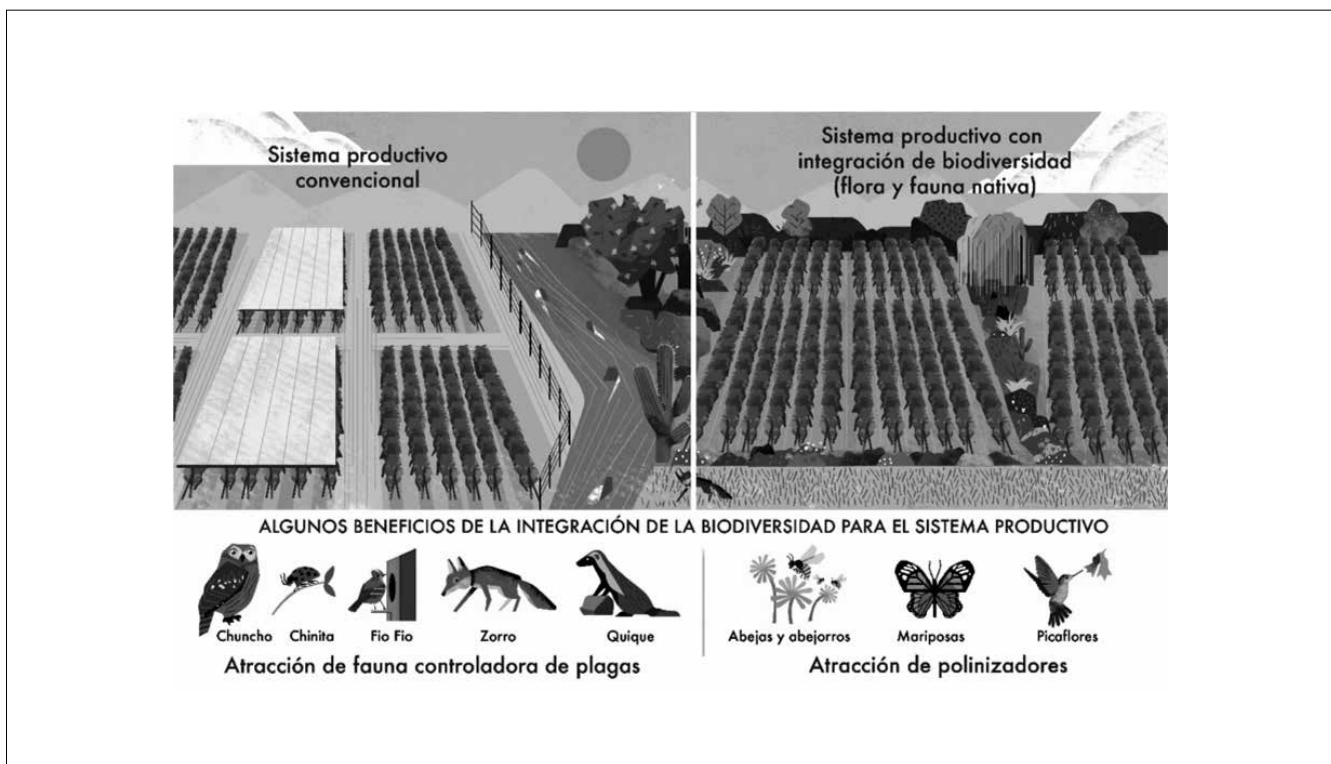 Sistema productivo
convencional
Sistema productivo con
integración de biodiversidad
(flora y fauna nativa)
ALGUNOS BENEFICIOS DE LA INTEGRACIÓN DE LA BIODIVERSIDAD PARA EL SISTEMA PRODUCTIVO
Chuncho
Chinita
Fio Fio
Zorro
Quique
Atracción de fauna controladora de plagas
Abejas y abejorros
Mariposas
Picaflores
Atracción de polinizadores